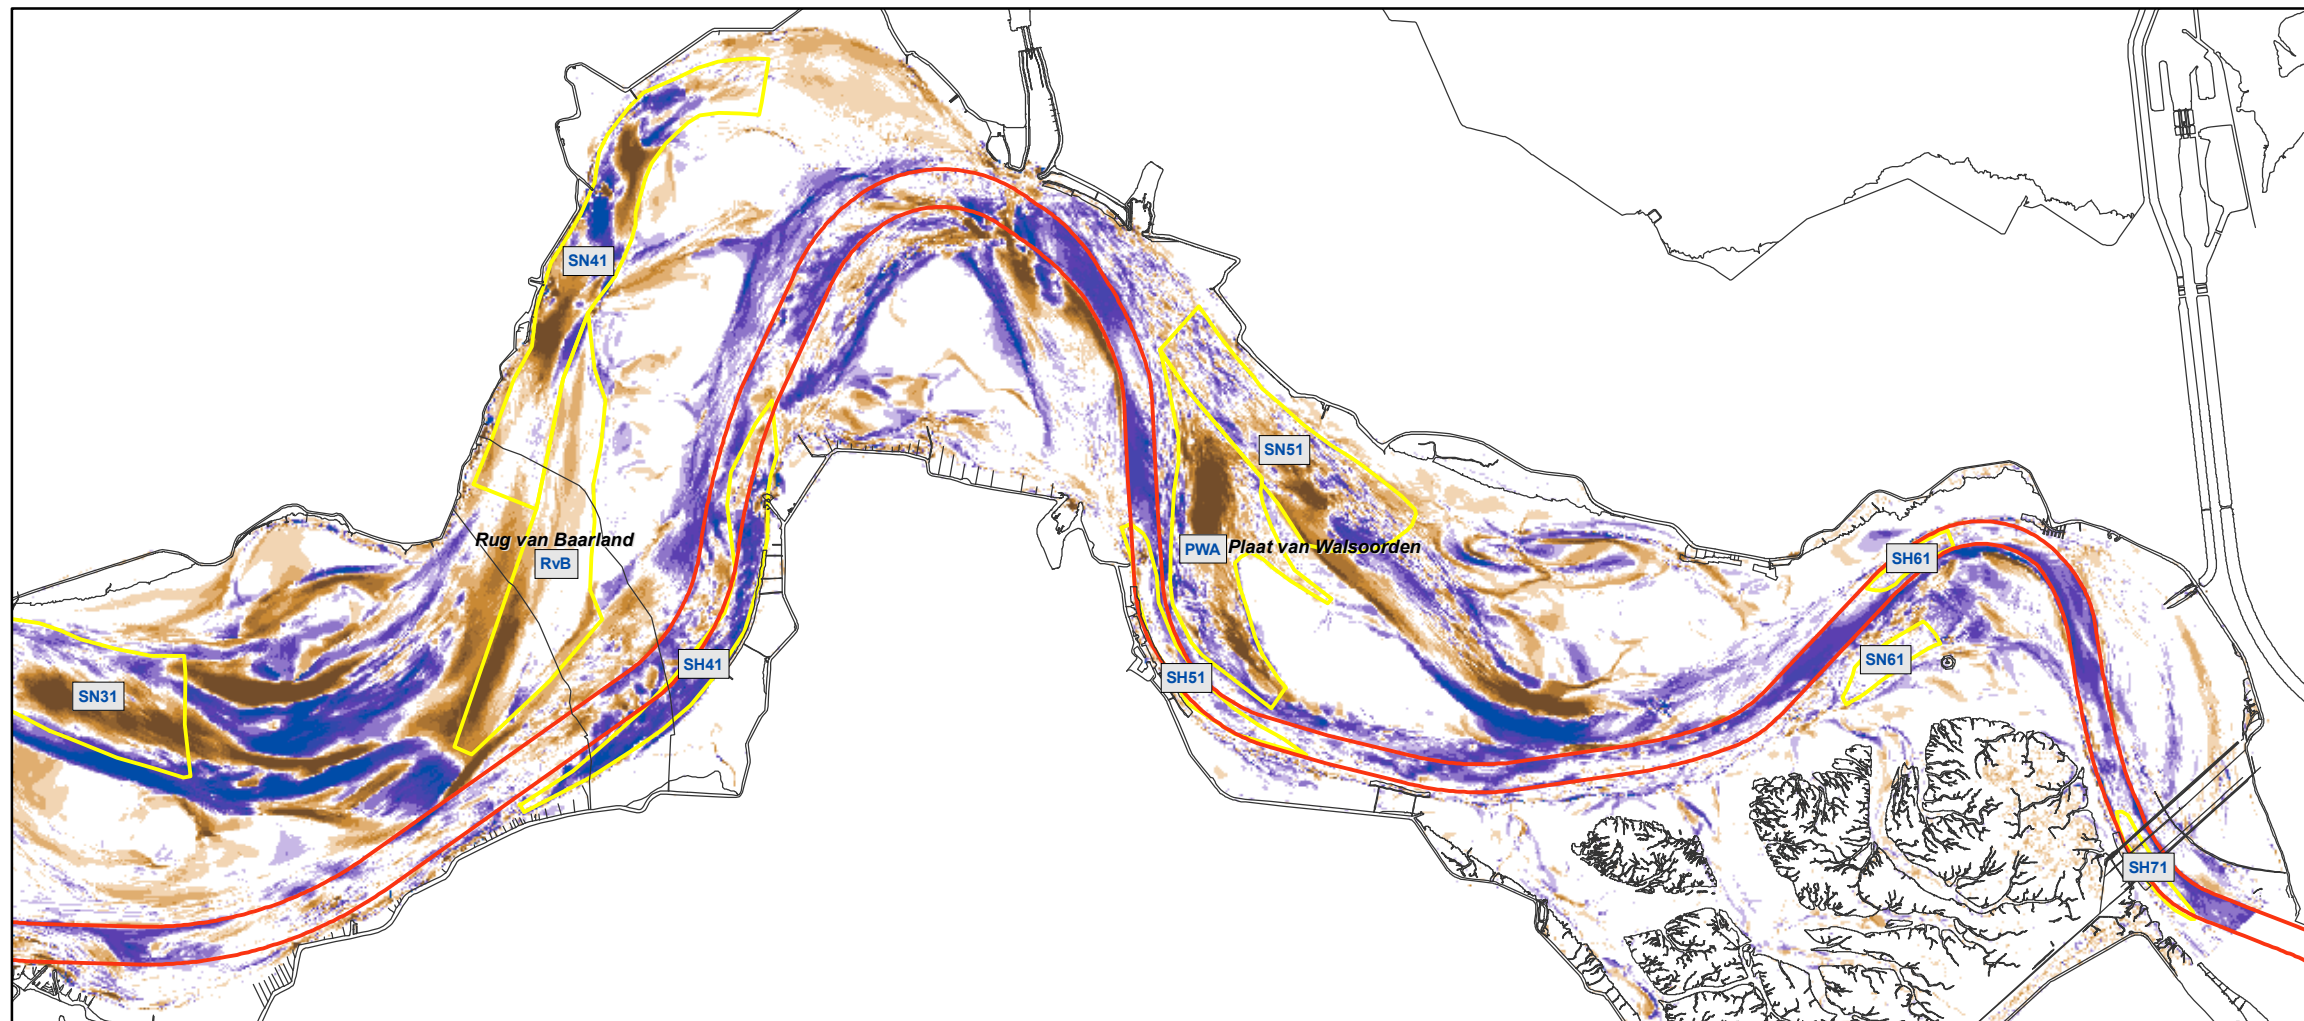 SN41
SN51
Rug van Baarland
RvB
PWA
Plaat van Walsoorden
SH61
SH41
SN61
SH51
SN31
SH71